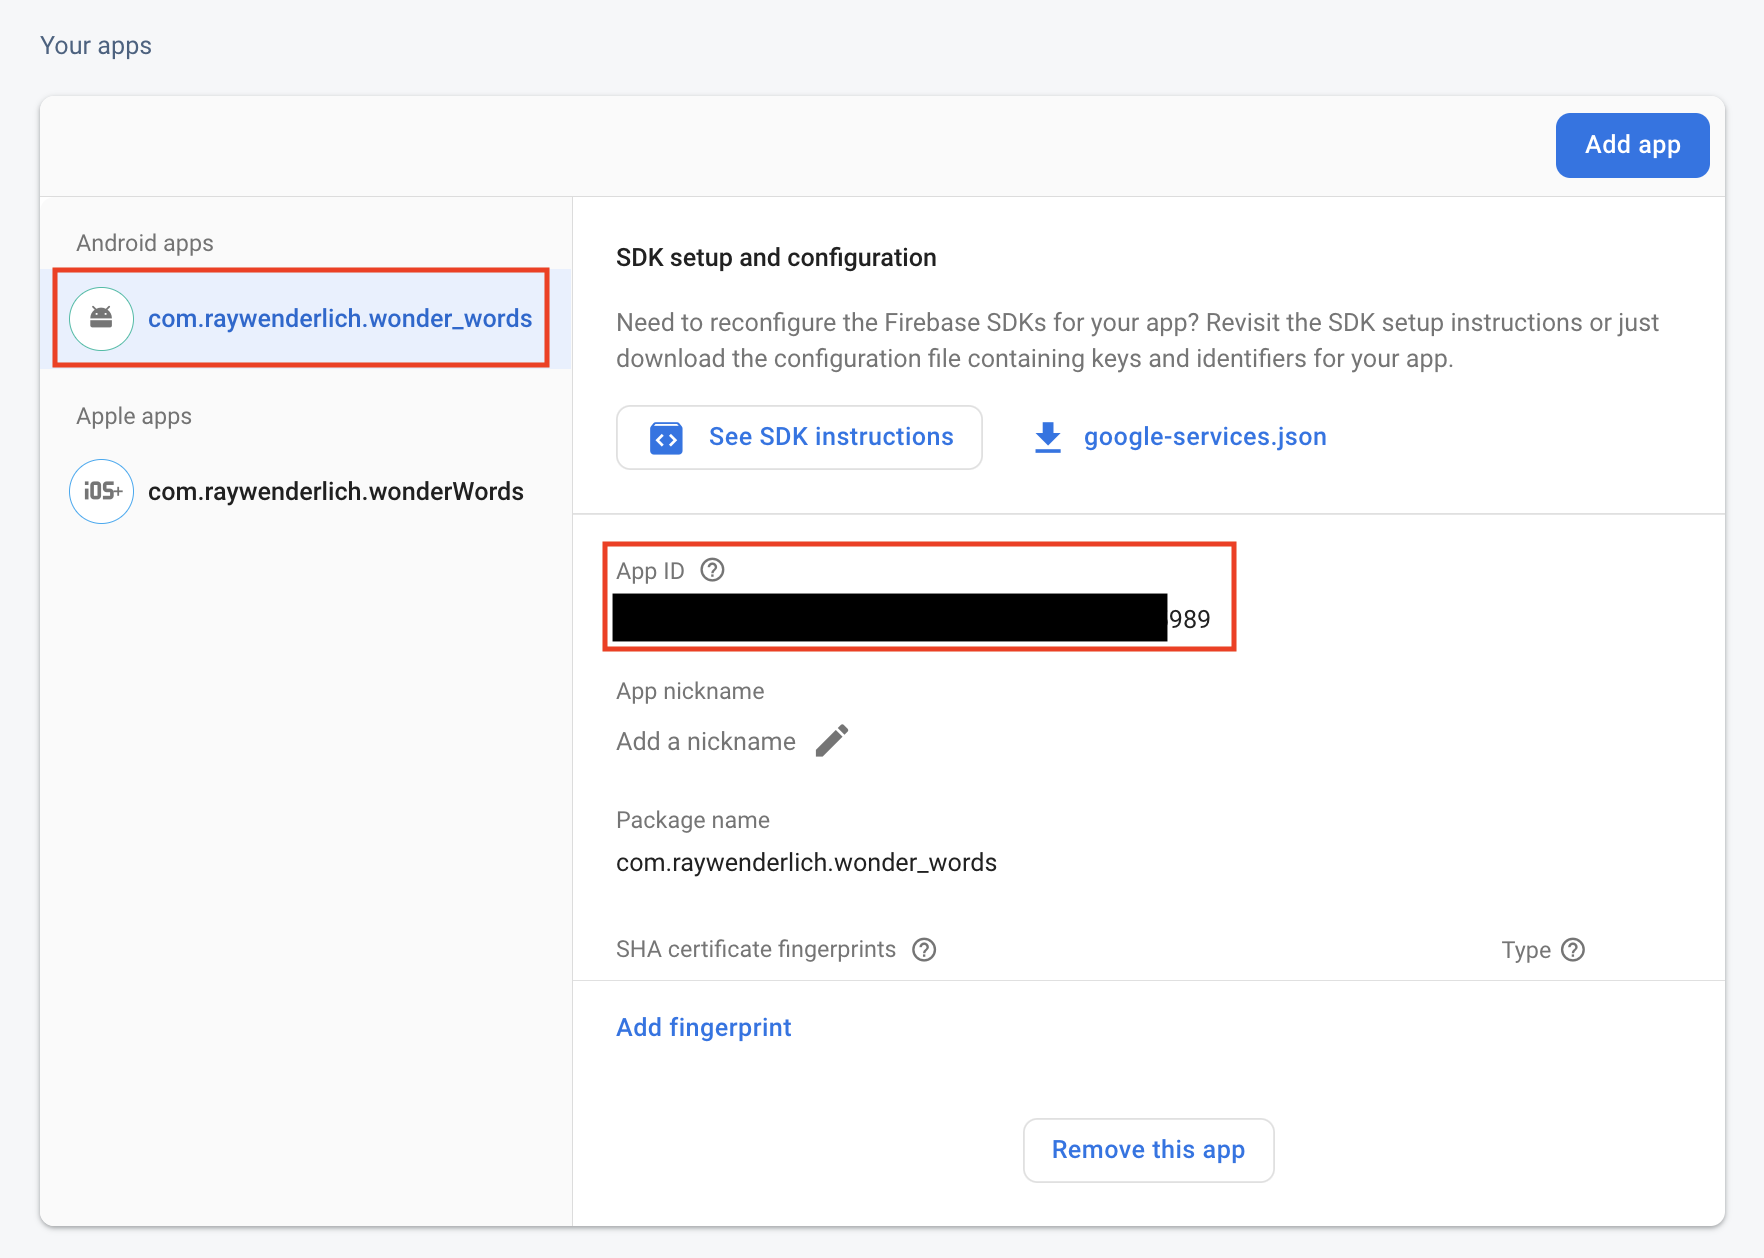 Your apps
Add app
Android apps
com.raywenderlich.wonder_words
Apple apps
iOS+
com.raywenderlich.wonderWords
SDK setup and configuration
Need to reconfigure the Firebase SDKs for your app? Revisit the SDK setup instructions or just
download the configuration file containing keys and identifiers for your app.
See SDK instructions
google-services.json
App ID
989
App nickname
Add a nickname
Package name
com.raywenderlich.wonder_words
SHA certificate fingerprints
Type
Add fingerprint
Remove this app